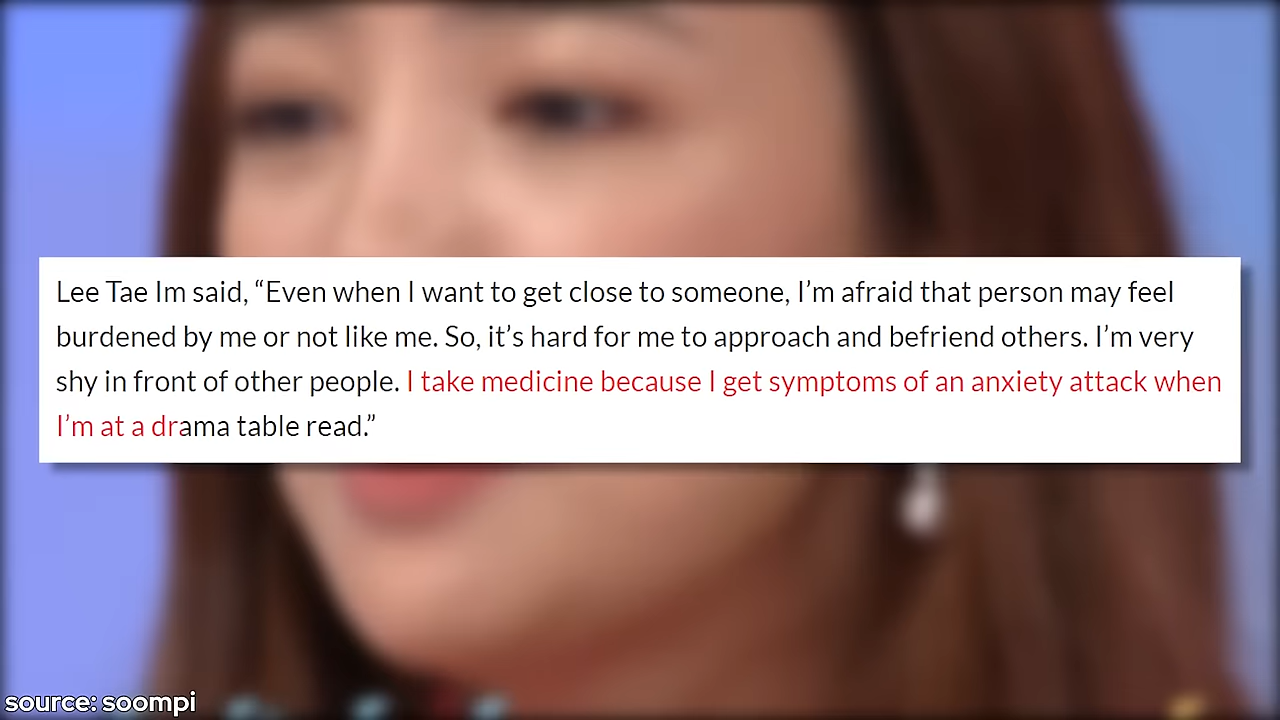 Lee Tae Im said, “Even when I want to get close to someone, I’m afraid that person may feel
burdened by me or not like me. So, it’s hard for me to approach and befriend others. I’m very
shy in front of other people. I take medicine because I get symptoms of an anxiety attack when
I’m at a drama table read.”
source: soompi